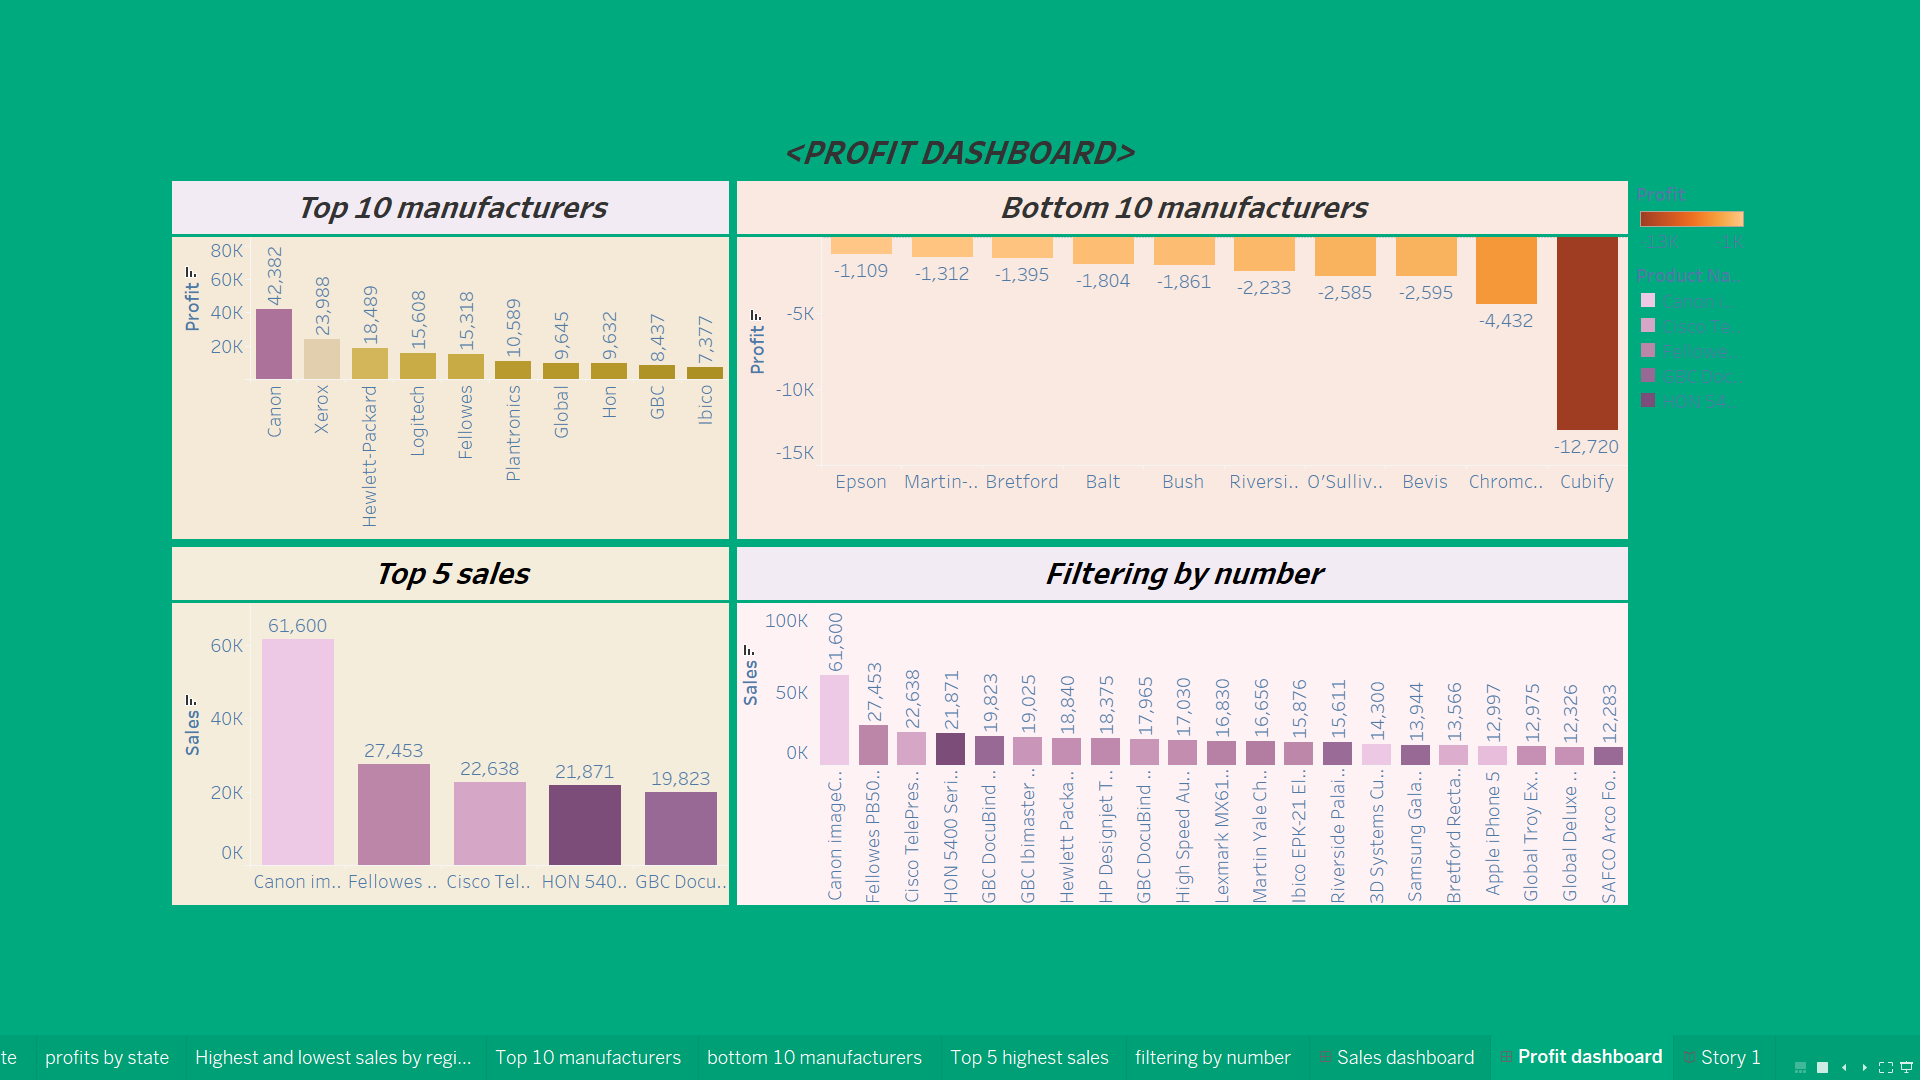 <PROFIT DASHBOARD>
Top 10 manufacturers
Profit
80K
60K
40K
20K
42,382
23,988
18,489
15,608
15,318
10,589
9,645
9,632
8,437
7,377
Canon
Xerox
Hewlett-Packard
Logitech
Fellowes
Plantronics
Global
Hon
GBC
Ibico
Bottom 10 manufacturers
Profit
-5K
-10K
-15K
-1,109
-1,312
-1,395
-1,804
-1,861
-2,233
-2,585
-2,595
-4,432
-12,720
Epson
Martin-..
Bretford
Balt
Bush
Riversi..
O'Sulliv..
Bevis
Chromc..
Cubify
Profit
Product Na..
Top 5 sales
Sales
60K
40K
20K
0K
61,600
27,453
22,638
21,871
19,823
Canon im..
Fellowes ..
Cisco Tel..
HON 540..
GBC Docu..
Filtering by number
Sales
100K
50K
0K
61,600
27,453
22,638
21,871
19,823
19,025
18,840
18,375
17,965
17,030
16,830
16,656
15,876
15,611
14,300
13,944
13,566
12,997
12,975
12,326
12,283
Canon imageC..
Fellowes PB50..
Cisco TelePres..
HON 5400 Seri..
GBC DocuBind ..
GBC Ibimaster ..
Hewlett Packa..
HP Designjet T..
GBC DocuBind ..
High Speed Au..
Lexmark MX61..
Martin Yale Ch..
Ibico EPK-21 El..
Riverside Palai..
3D Systems Cu..
Samsung Gala..
Bretford Recta..
Apple iPhone 5
Global Troy Ex..
Global Deluxe ..
SAFCO Arco Fo..
te
profits by state
Highest and lowest sales by regi...
Top 10 manufacturers
bottom 10 manufacturers
Top 5 highest sales
filtering by number
Sales dashboard
Profit dashboard
Story 1